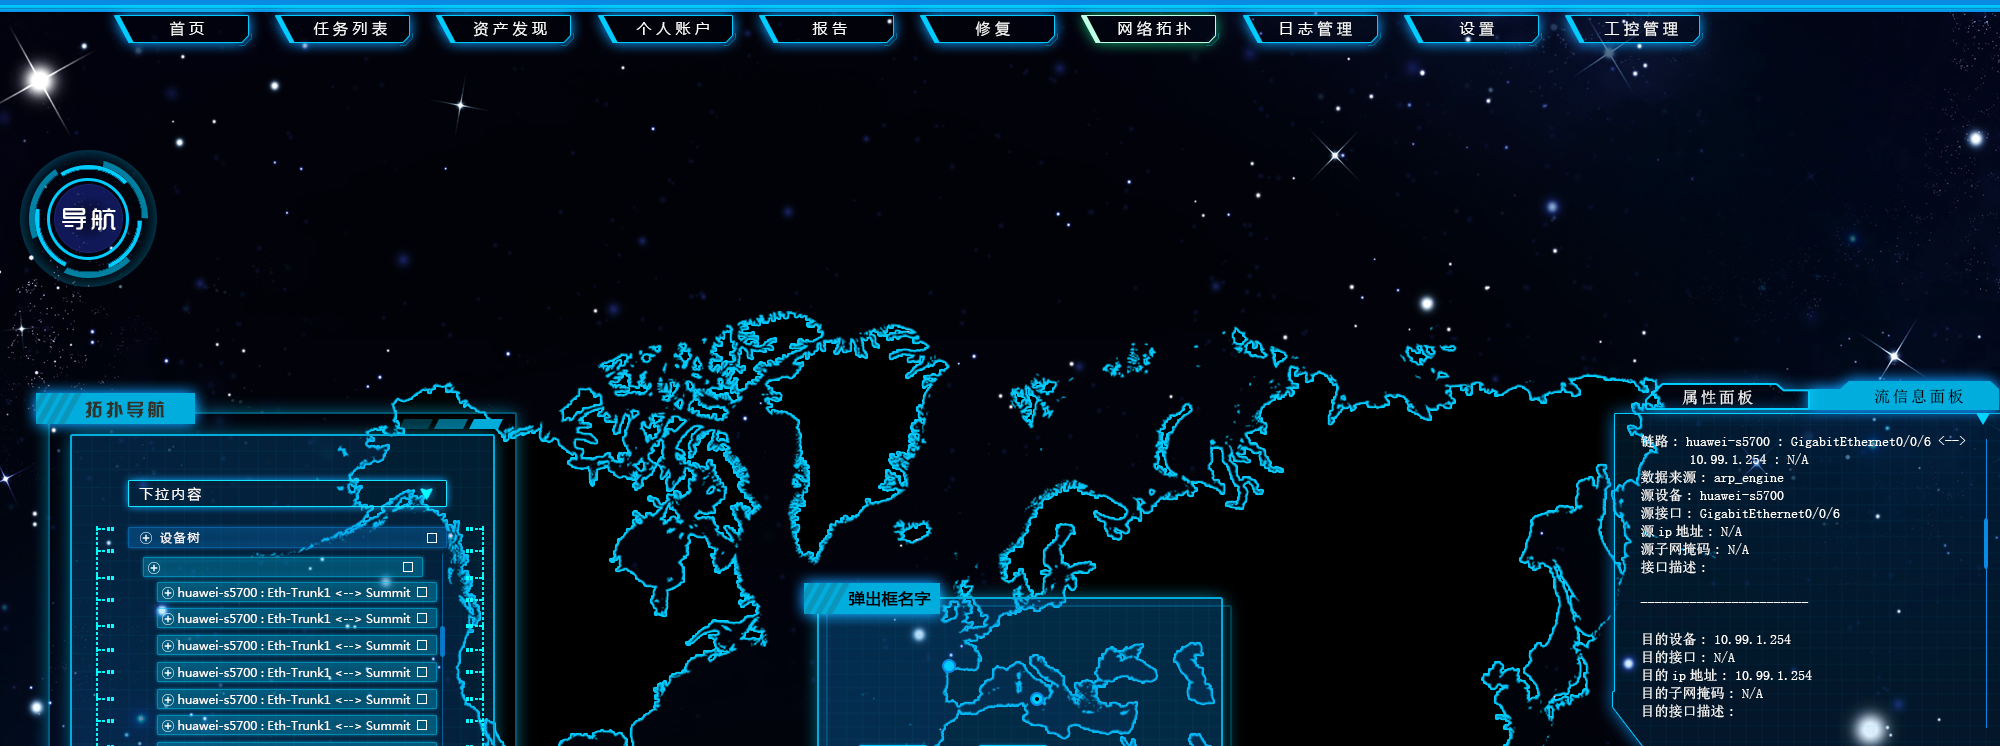 首页
任务列表
资产发现
个人账户
报告
修复
网络拓扑
日志管理
设置
工控管理
导航
拓扑导航
下拉内容
设备树
huawei-s5700 : Eth-Trunk1 <--> Summit
huawei-s5700 : Eth-Trunk1 <--> Summit
huawei-s5700 : Eth-Trunk1 <--> Summit
huawei-s5700 : Eth-Trunk1 <--> Summit
huawei-s5700 : Eth-Trunk1 <--> Summit
huawei-s5700 : Eth-Trunk1 <--> Summit
弹出框名字
属性面板
流信息面板
链路：huawei-s5700 : GigabitEthernet0/0/6 <-->
10.99.1.254 : N/A
数据来源：arp_engine
源设备：huawei-s5700
源接口：GigabitEthernet0/0/6
源 ip 地址：N/A
源子网掩码：N/A
接口描述：
------------------------
目的设备：10.99.1.254
目的接口：N/A
目的 ip 地址：10.99.1.254
目的子网掩码：N/A
目的接口描述：